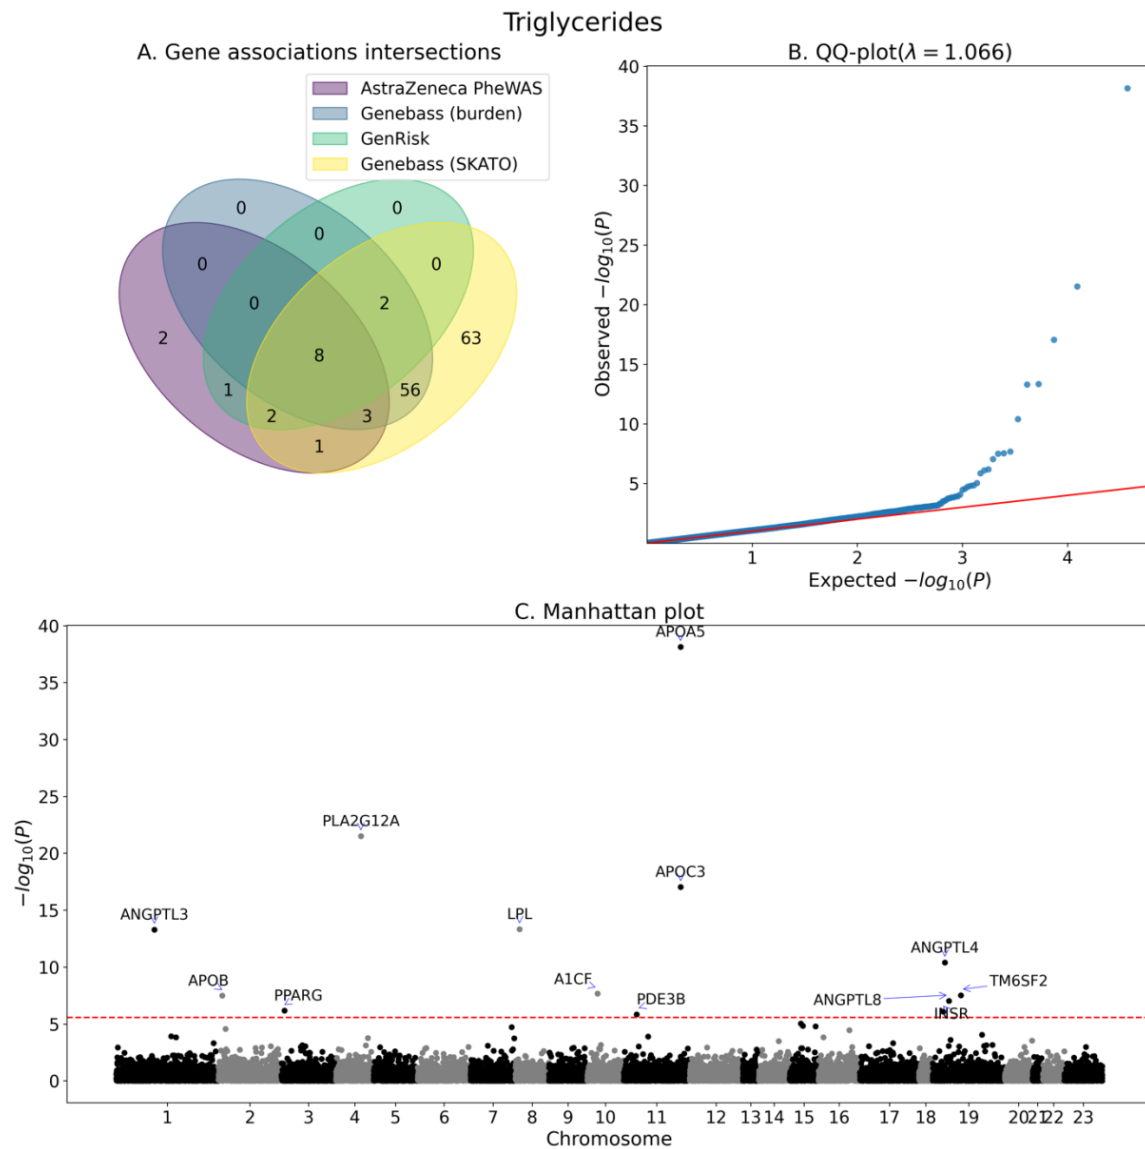 Triglycerides
A. Gene associations intersections
AstraZeneca PheWAS
Genebass (burden)
GenRisk
Genebass (SKATO)
0
0
0
0
0
0
2
2
63
8
1
56
2
3
1
B. QQ-plot(λ = 1.066)
40
35
30
25
20
15
10
5
Observed −log10(P)
1
2
3
4
Expected −log10(P)
C. Manhattan plot
40
35
30
25
20
15
10
5
0
−log10(P)
APOA5
PLA2G12A
APOC3
ANGPTL3
LPL
ANGPTL4
APOB
A1CF
TM6SF2
PPARG
PDE3B
ANGPTL8
INSR
1
2
3
4
5
6
7
8
9
10
11
12
13
14
15
16
17
18
19
20
21
22
23
Chromosome